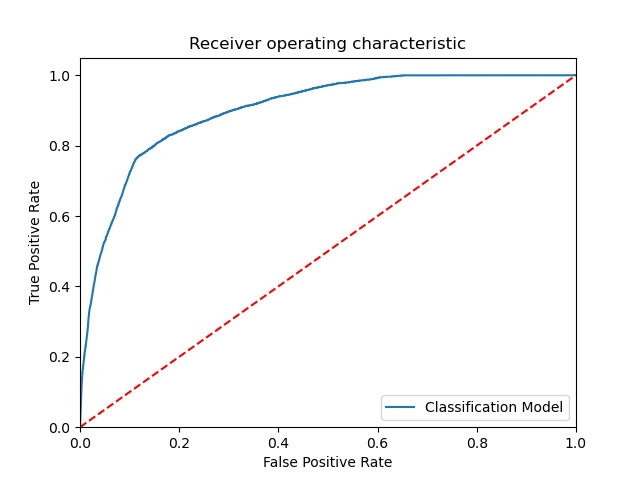 Receiver operating characteristic
True Positive Rate
1.0
0.8
0.6
0.4
0.2
0.0
0.0 0.2 0.4 0.6 0.8 1.0
False Positive Rate
Classification Model